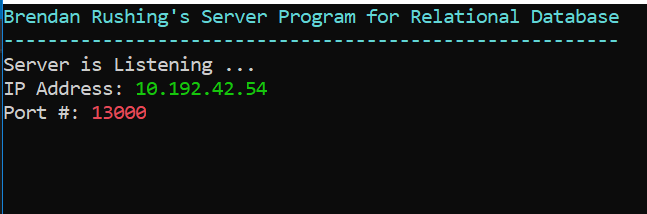 Brendan Rushing's Server Program for Relational Database
--------------------------------------------------------
Server is Listening ...
IP Address: 10.192.42.54
Port #: 13000